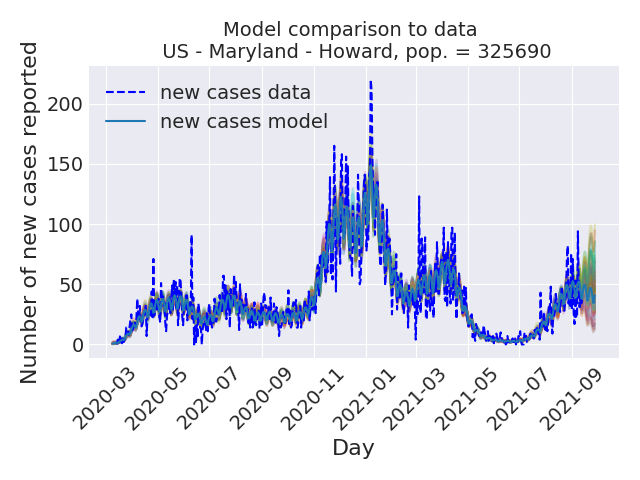 Model comparison to data
US - Maryland - Howard, pop. = 325690
Number of new cases reported
200
150
100
50
0
new cases data
new cases model
2020-03
2020-05
2020-07
2020-09
2020-11
2021-01
2021-03
2021-05
2021-07
2021-09
Day